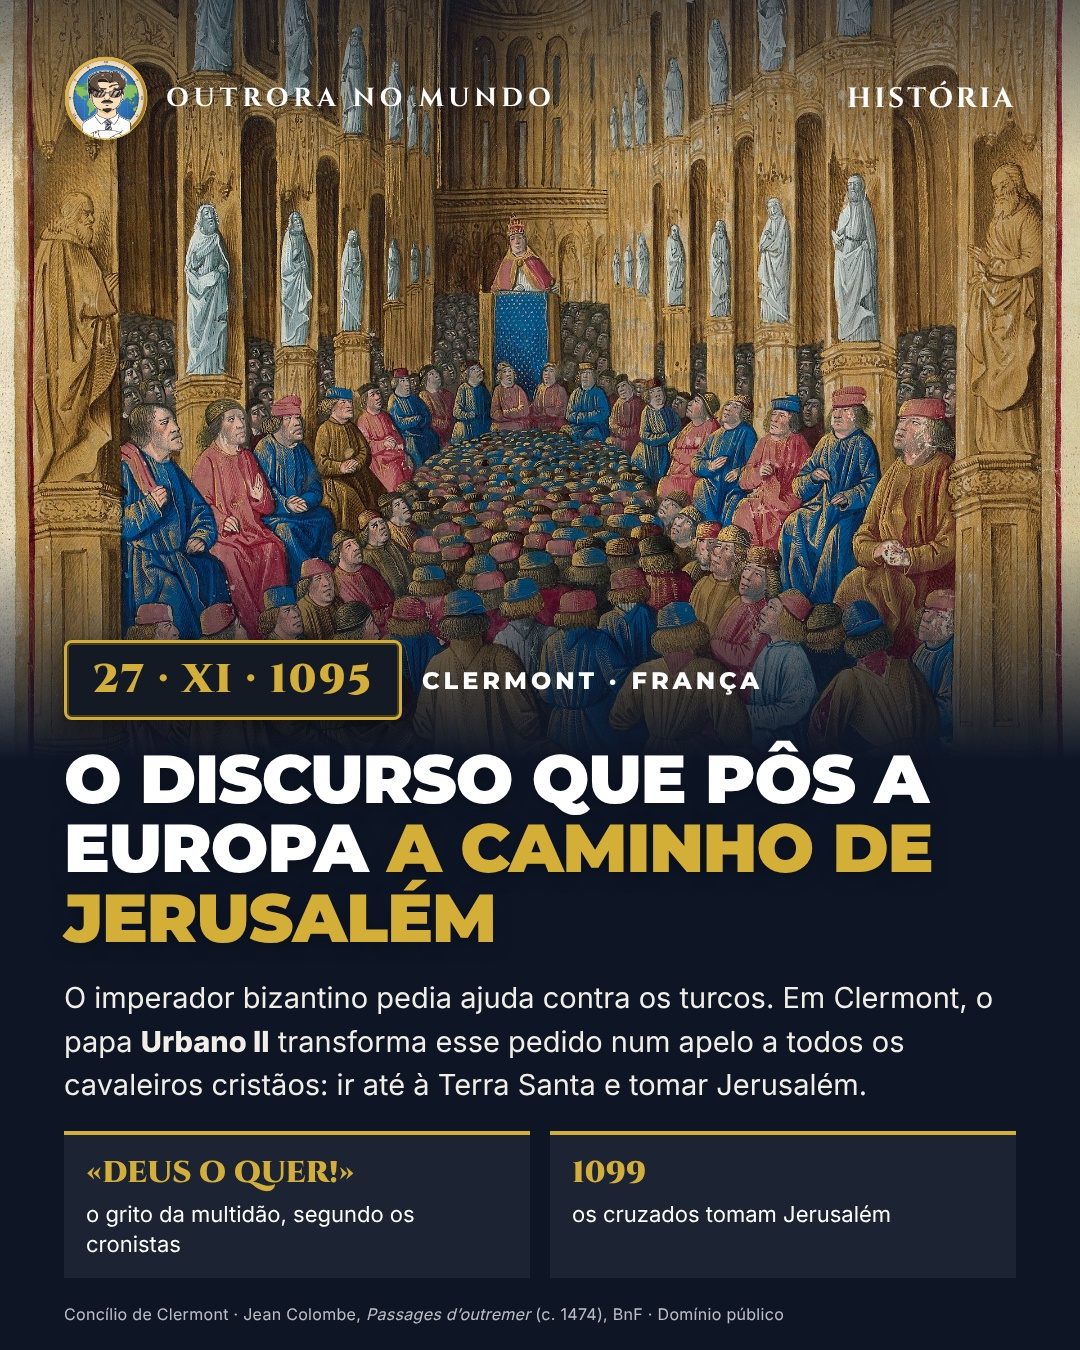 OUTRORA NO MUNDO
HISTÓRIA
27 · XI · 1095
CLERMONT · FRANÇA
O DISCURSO QUE PÔS A
EUROPA A CAMINHO DE
JERUSALÉM
O imperador bizantino pedia ajuda contra os turcos. Em Clermont, o
papa Urbano II transforma esse pedido num apelo a todos os
cavaleiros cristãos: ir até à Terra Santa e tomar Jerusalém.
«DEUS O QUER!»
o grito da multidão, segundo os
cronistas
1099
os cruzados tomam Jerusalém
Concílio de Clermont · Jean Colombe, Passages d’outremer (c. 1474), BnF · Domínio público